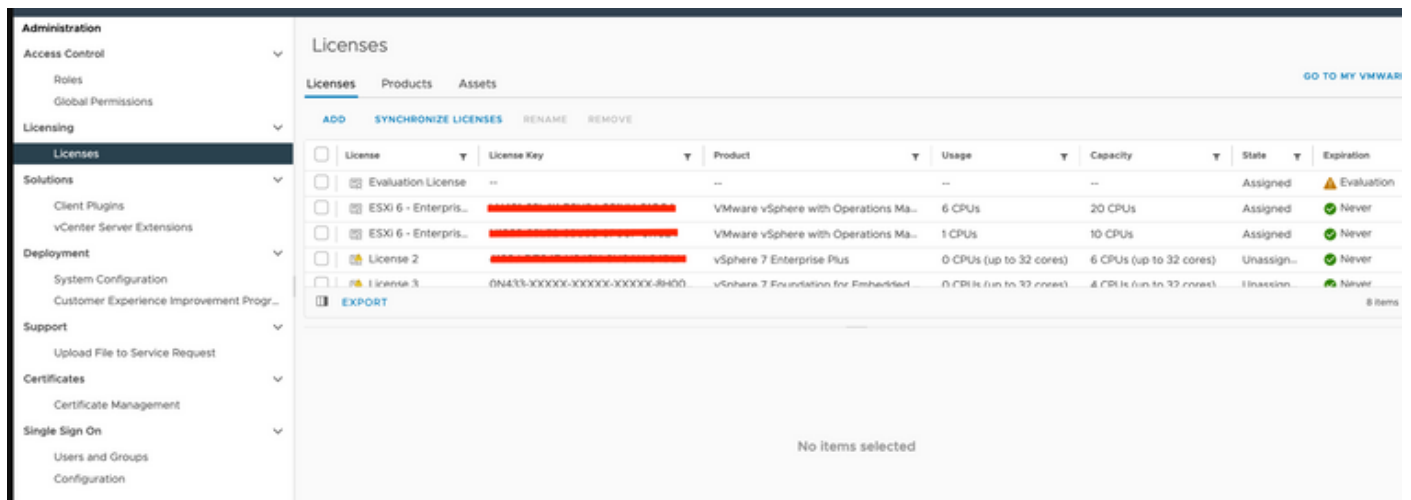 Administration
Access Control
Roles
Global Permissions
Licensing
Licenses
Solutions
Client Plugins
vCenter Server Extensions
Deployment
System Configuration
Customer Experience Improvement Progr...
Support
Upload File to Service Request
Certificates
Certificate Management
Single Sign On
Users and Groups
Configuration
Licenses
GO TO MY VMWAR
Licenses Products Assets
ADD SYNCHRONIZE LICENSES RENAME REMOVE
License License Key Product Usage Capacity State Expiration
Evaluation License -- -- -- -- Assigned Evaluation
ESXi 6 - Enterpris... VMware vSphere with Operations Ma... 6 CPUs 20 CPUs Assigned Never
ESXi 6 - Enterpris... VMware vSphere with Operations Ma... 1 CPUs 10 CPUs Assigned Never
License 2 vSphere 7 Enterprise Plus 0 CPUs (up to 32 cores) 6 CPUs (up to 32 cores) Unassign... Never
License 3 0N433-XXXXX-XXXXX-XXXXX-8H00 vSphere 7 Foundation for Embedded 0 CPUs (up to 32 cores) 4 CPUs (up to 32 cores) Unassign Never
EXPORT 8 items
No items selected